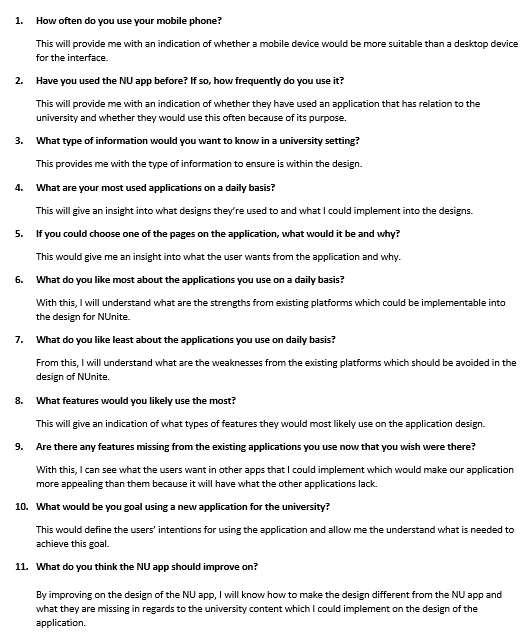 1. How often do you use your mobile phone?
This will provide me with an indication of whether a mobile device would be more suitable than a desktop device
for the interface.
2. Have you used the NU app before? If so, how frequently do you use it?
This will provide me with an indication of whether they have used an application that has relation to the
university and whether they would use this often because of its purpose.
3. What type of information would you want to know in a university setting?
This provides me with the type of information to ensure is within the design.
4. What are your most used applications on a daily basis?
This will give an insight into what designs they're used to and what I could implement into the designs.
5. If you could choose one of the pages on the application, what would it be and why?
This would give me an insight into what the user wants from the application and why.
6. What do you like most about the applications you use on a daily basis?
With this, I will understand what are the strengths from existing platforms which could be implementable into
the design for NUnite.
7. What do you like least about the applications you use on daily basis?
From this, I will understand what are the weaknesses from the existing platforms which should be avoided in the
design of NUnite.
8. What features would you likely use the most?
This will give an indication of what types of features they would most likely use on the application design.
9. Are there any features missing from the existing applications you use now that you wish were there?
With this, I can see what the users want in other apps that I could implement which would make our application
more appealing than them because it will have what the other applications lack.
10. What would be you goal using a new application for the university?
This would define the users' intentions for using the application and allow me the understand what is needed to
achieve this goal.
11. What do you think the NU app should improve on?
By improving on the design of the NU app, I will know how to make the design different from the NU app and
what they are missing in regards to the university content which I could implement on the design of the
application.